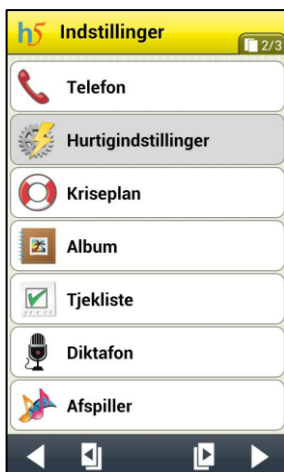 h5 Indstillinger
2/3
Telefon
Hurtigindstillinger
Kriseplan
Album
Tjekliste
Diktafon
Afspiller